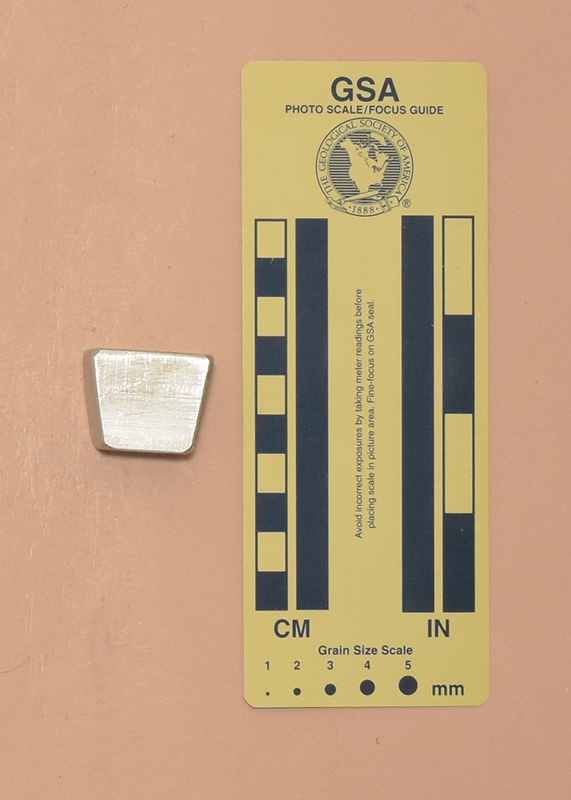 GSA
PHOTO SCALE/FOCUS GUIDE
THE GEOLOGICAL SOCIETY OF AMERICA
·1888·
®
Avoid incorrect exposures by taking meter readings before
placing scale in picture area. Fine-focus on GSA seal.
CM IN
Grain Size Scale
1 2 3 4 5
mm